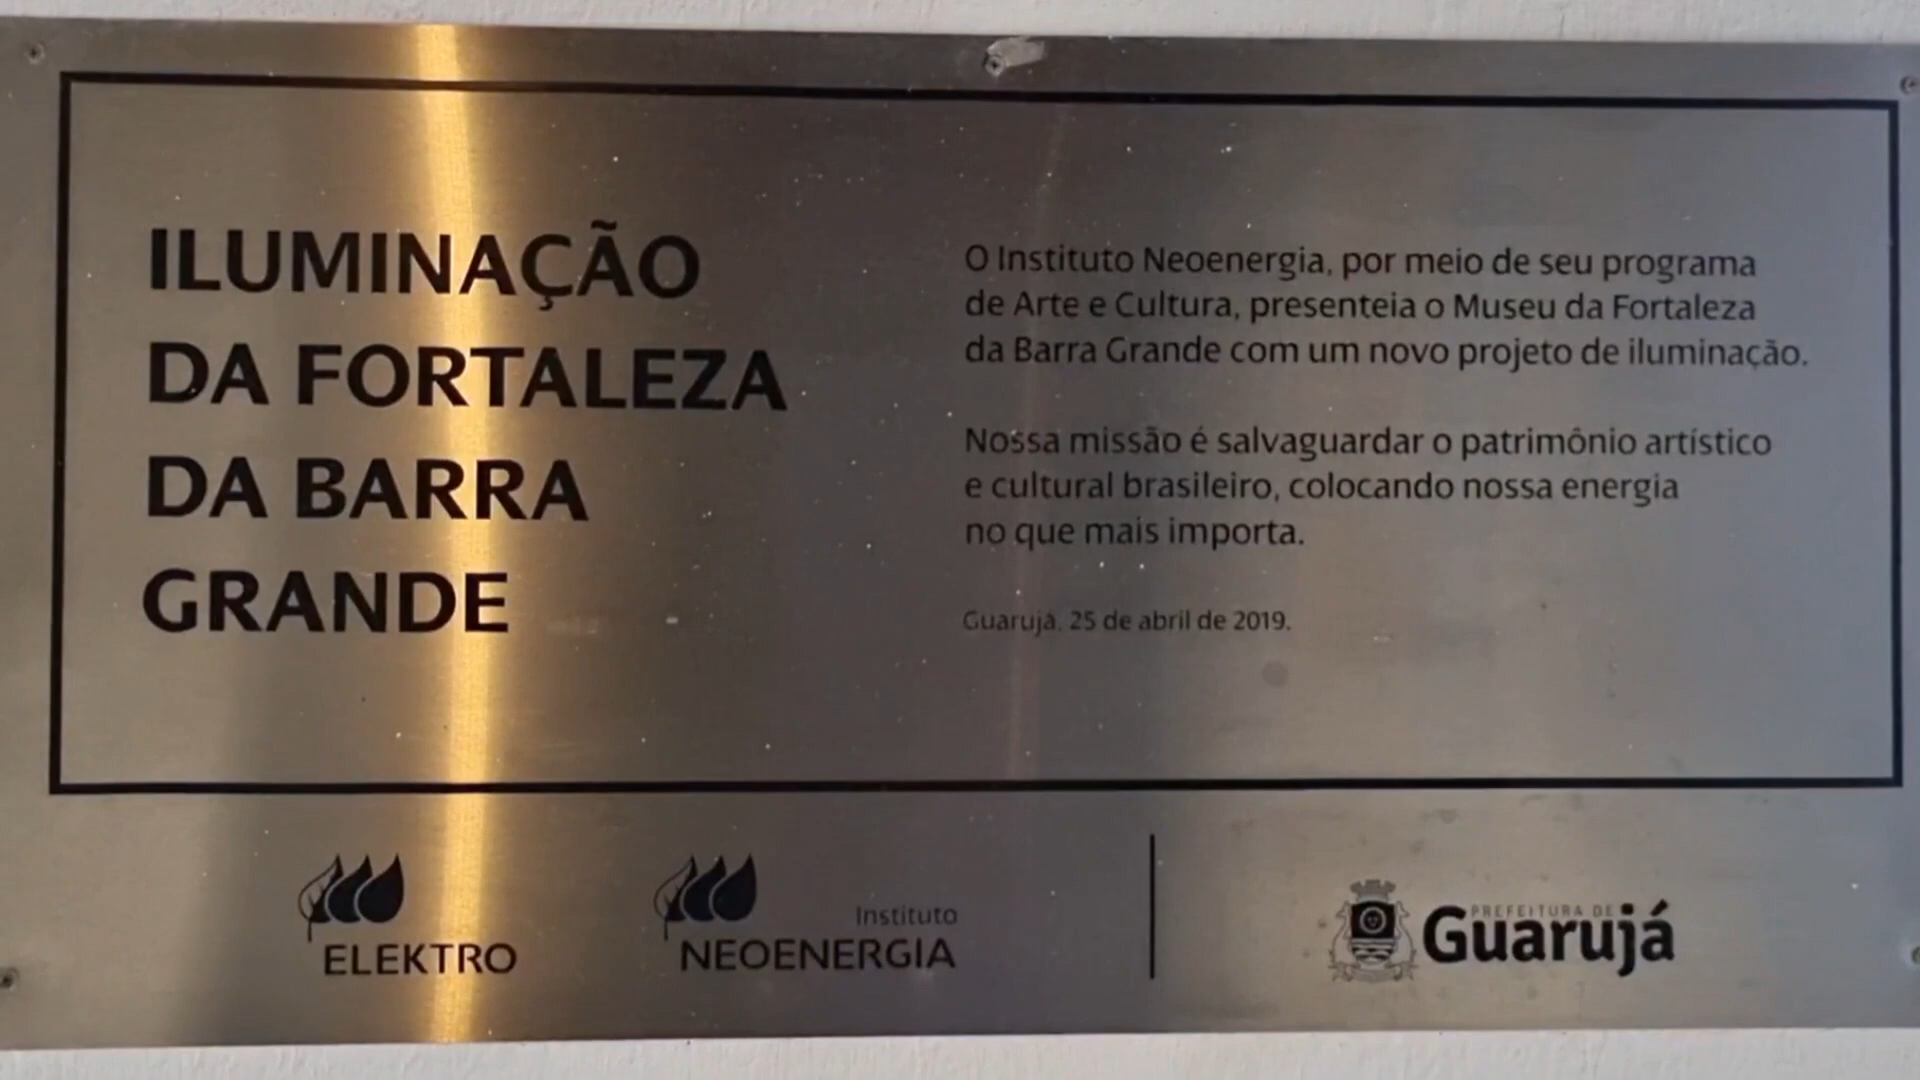 ILUMINAÇÃO
DA FORTALEZA
DA BARRA
GRANDE
O Instituto Neoenergia, por meio de seu programa
de Arte e Cultura, presenteia o Museu da Fortaleza
da Barra Grande com um novo projeto de iluminação.
Nossa missão é salvaguardar o patrimônio artístico
e cultural brasileiro, colocando nossa energia
no que mais importa.
Guarujá, 25 de abril de 2019.
ELEKTRO
Instituto
NEOENERGIA
PREFEITURA DE
Guarujá